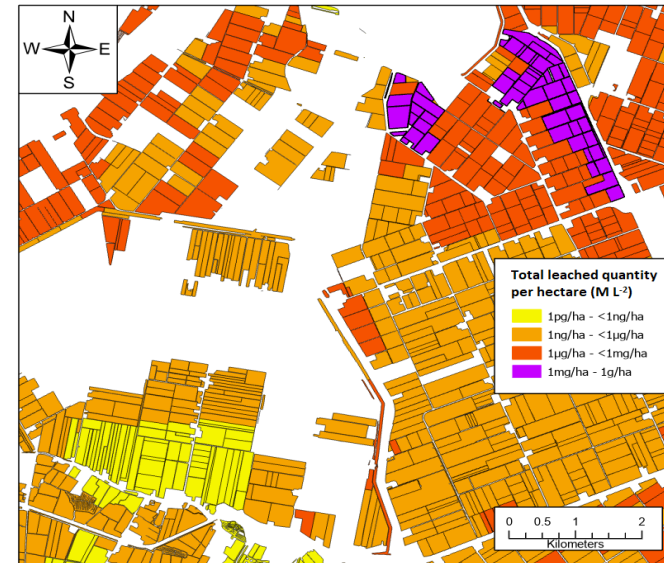 N
W E
S
Total leached quantity
per hectare (M L⁻²)
1pg/ha - <1ng/ha
1ng/ha - <1µg/ha
1µg/ha - <1mg/ha
1mg/ha - 1g/ha
0 0.5 1 2
Kilometers